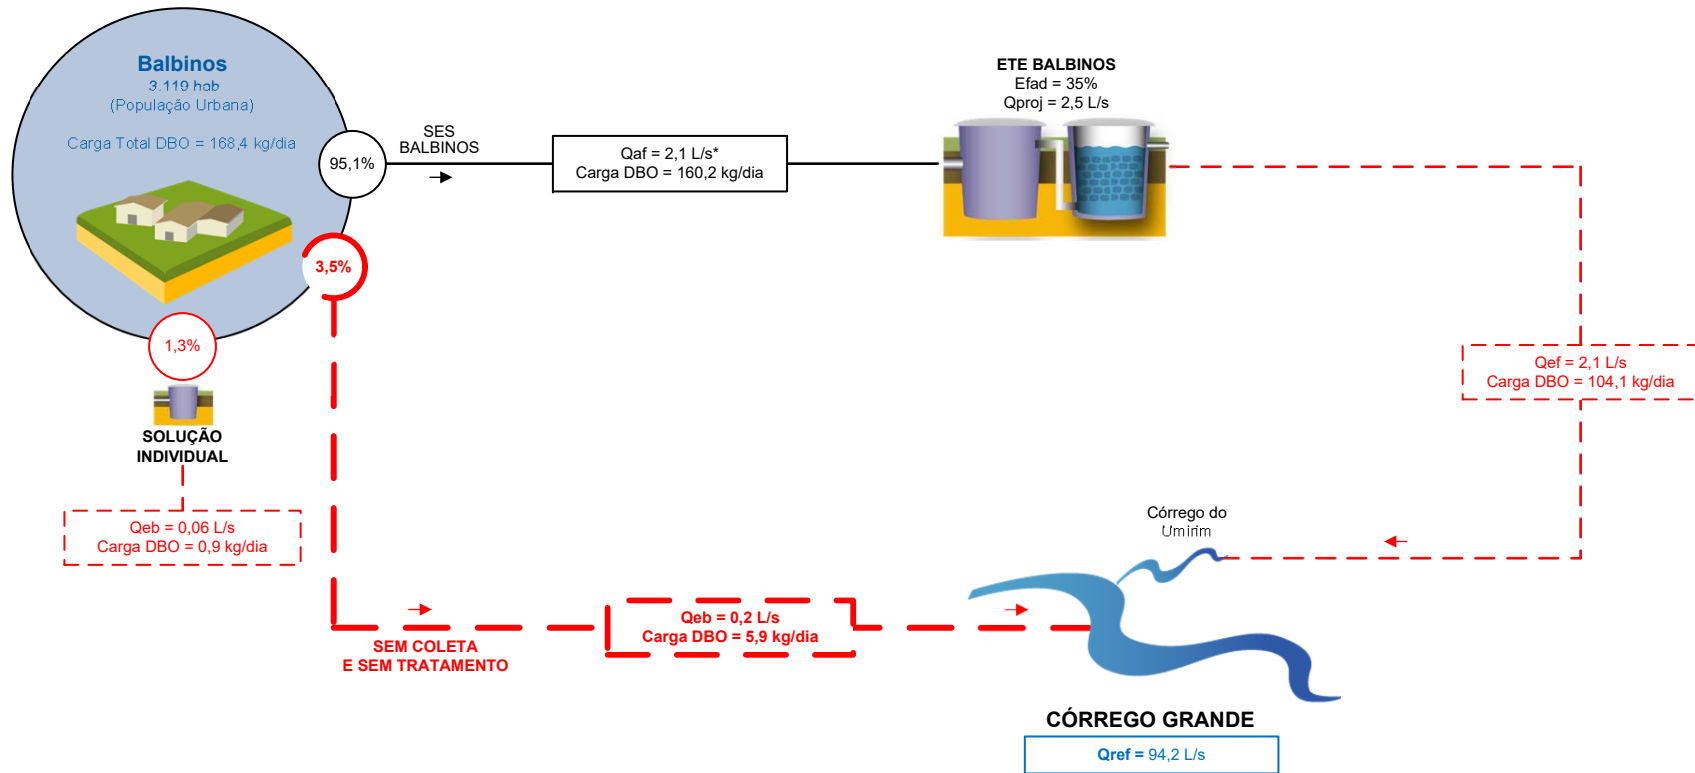 Balbinos
3.119 hab
(População Urbana)
Carga Total DBO = 168,4 kg/dia
95,1%
SES
BALBINOS
Qaf = 2,1 L/s*
Carga DBO = 160,2 kg/dia
ETE BALBINOS
Efad = 35%
Qproj = 2,5 L/s
3,5%
1,3%
SOLUÇÃO
INDIVIDUAL
Qeb = 0,06 L/s
Carga DBO = 0,9 kg/dia
Qef = 2,1 L/s
Carga DBO = 104,1 kg/dia
Córrego do
Umirim
Qeb = 0,2 L/s
Carga DBO = 5,9 kg/dia
SEM COLETA
E SEM TRATAMENTO
CÓRREGO GRANDE
Qref = 94,2 L/s